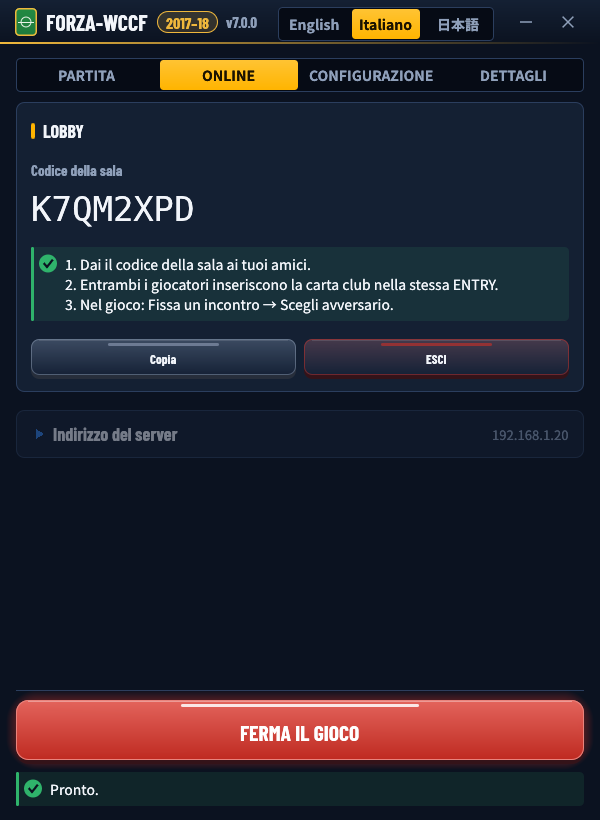 FORZA-WCCF 2017–18 v7.0.0 English Italiano 日本語
PARTITA ONLINE CONFIGURAZIONE DETTAGLI
LOBBY
Codice della sala
K7QM2XPD
1. Dai il codice della sala ai tuoi amici.
2. Entrambi i giocatori inseriscono la carta club nella stessa ENTRY.
3. Nel gioco: Fissa un incontro → Scegli avversario.
Copia ESCI
Indirizzo del server 192.168.1.20
FERMA IL GIOCO
Pronto.